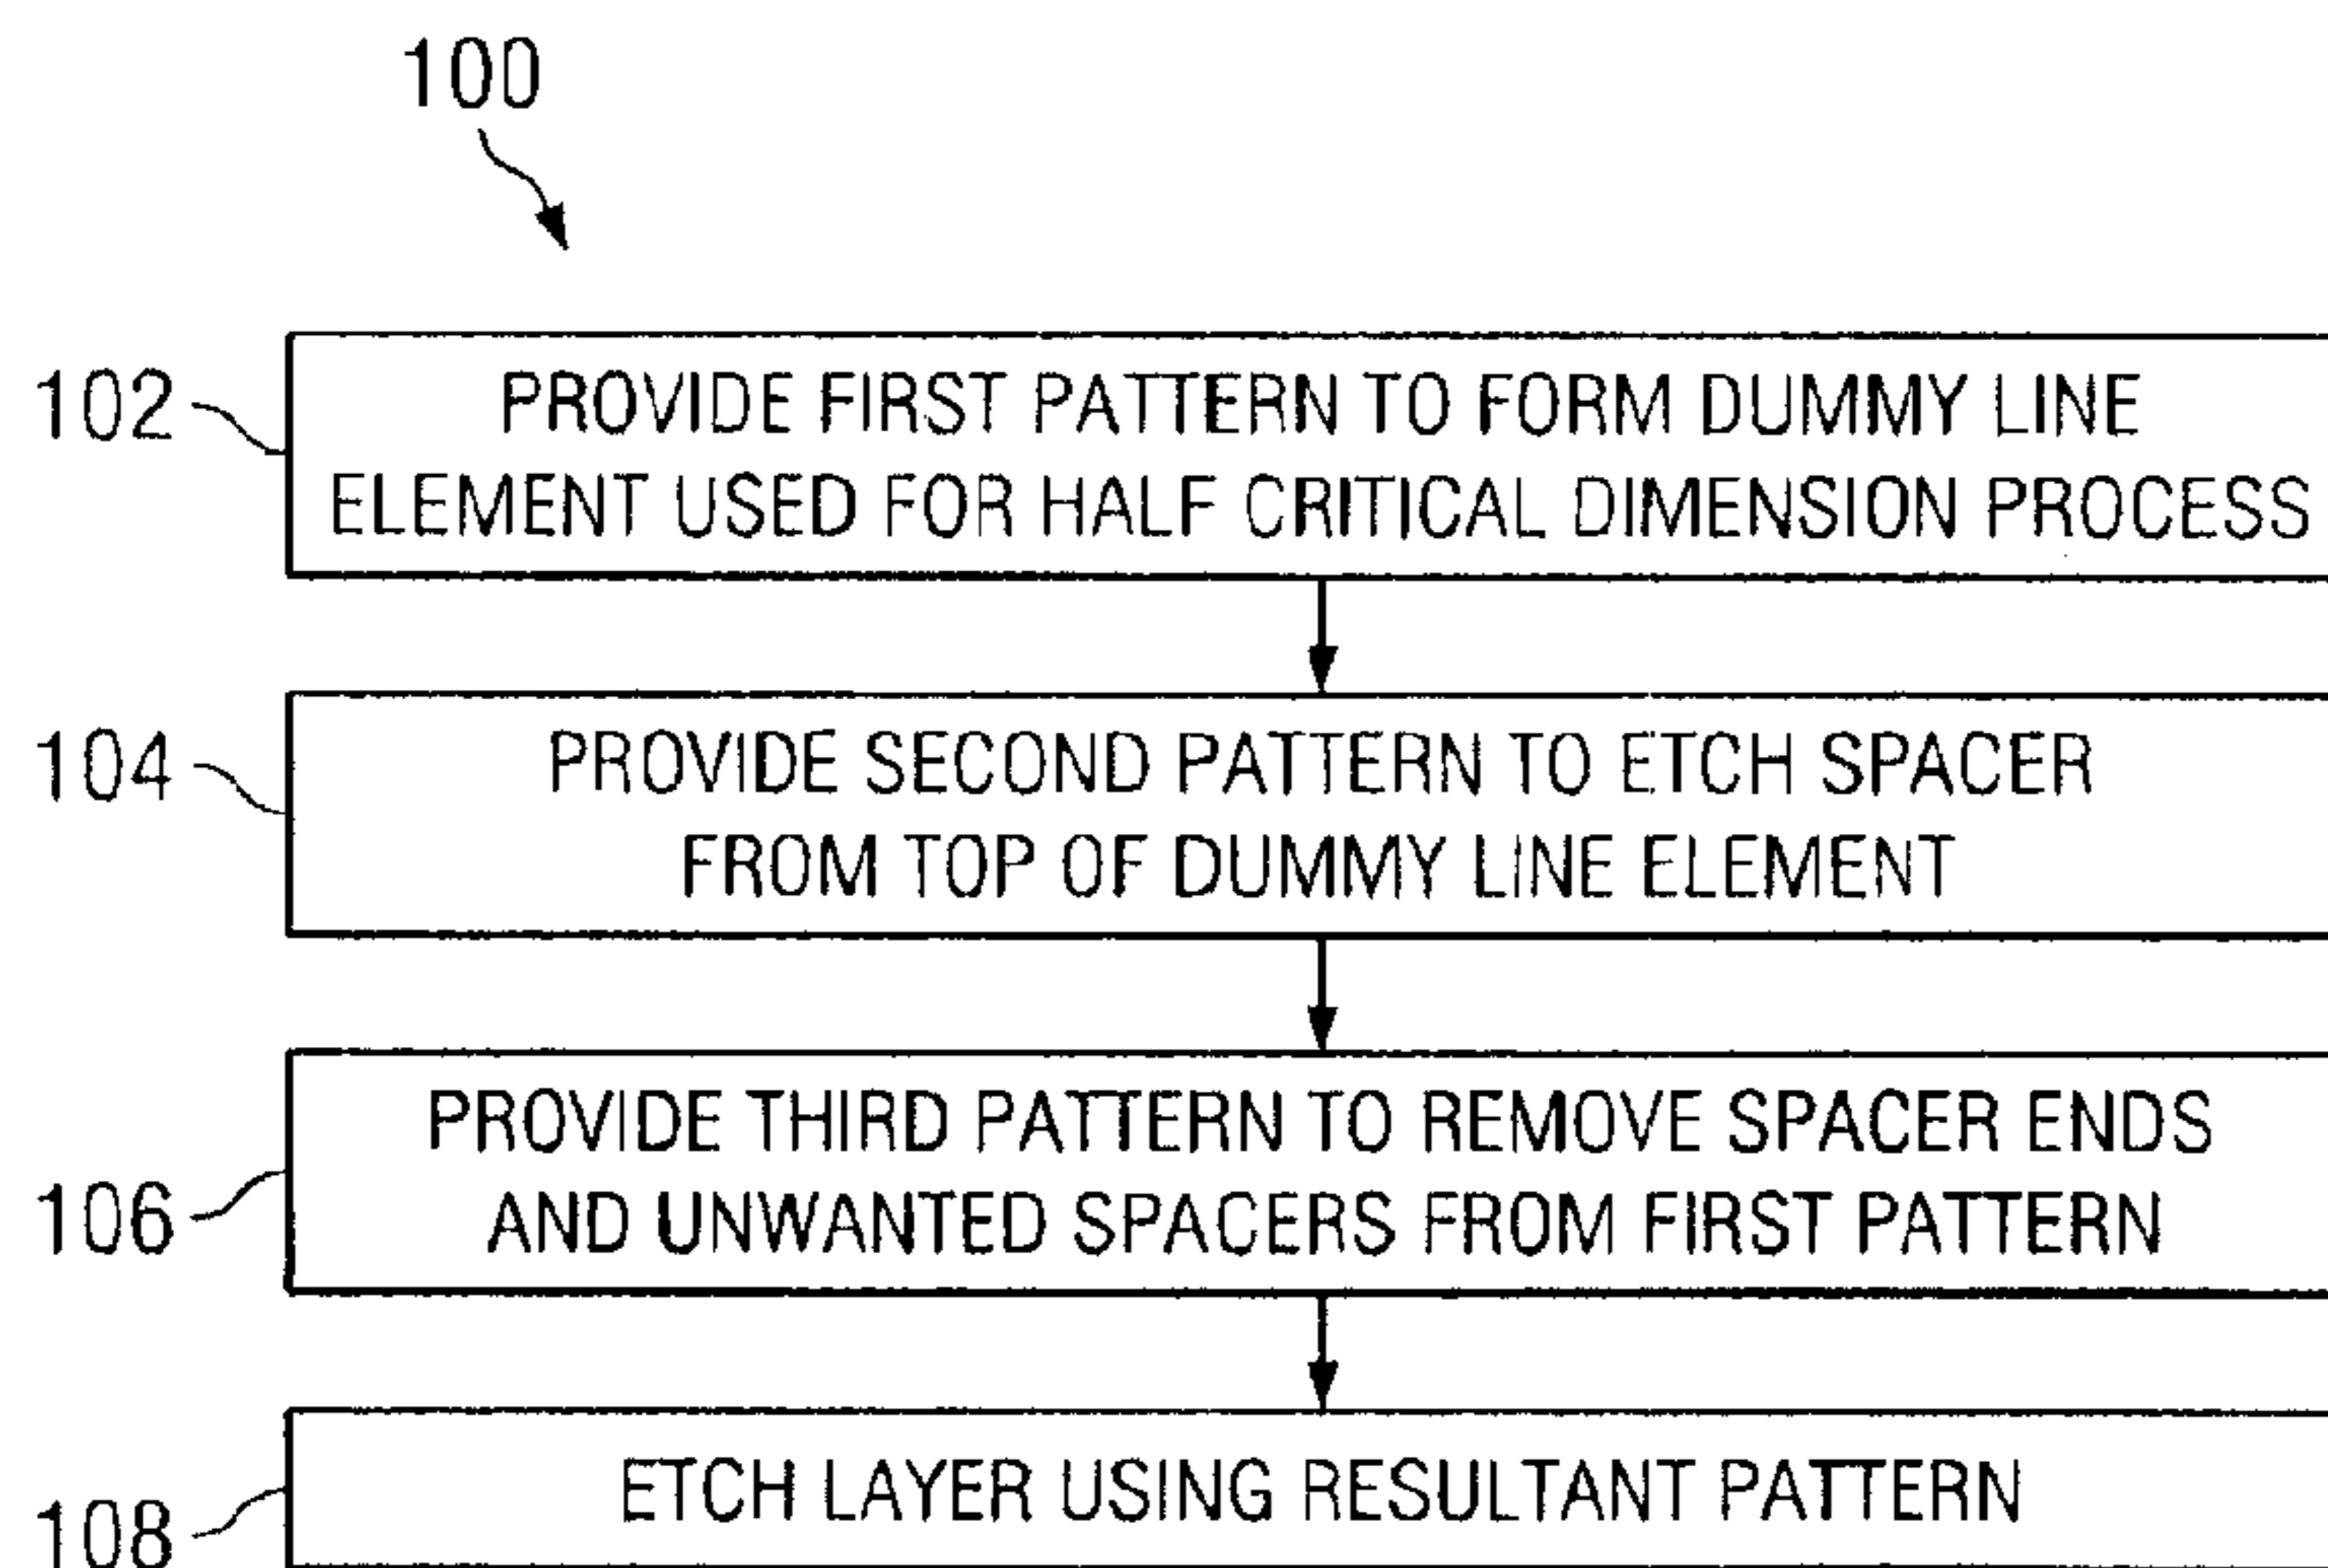 100
102
PROVIDE FIRST PATTERN TO FORM DUMMY LINE
ELEMENT USED FOR HALF CRITICAL DIMENSION PROCESS
104
PROVIDE SECOND PATTERN TO ETCH SPACER
FROM TOP OF DUMMY LINE ELEMENT
106
PROVIDE THIRD PATTERN TO REMOVE SPACER ENDS
AND UNWANTED SPACERS FROM FIRST PATTERN
108
ETCH LAYER USING RESULTANT PATTERN